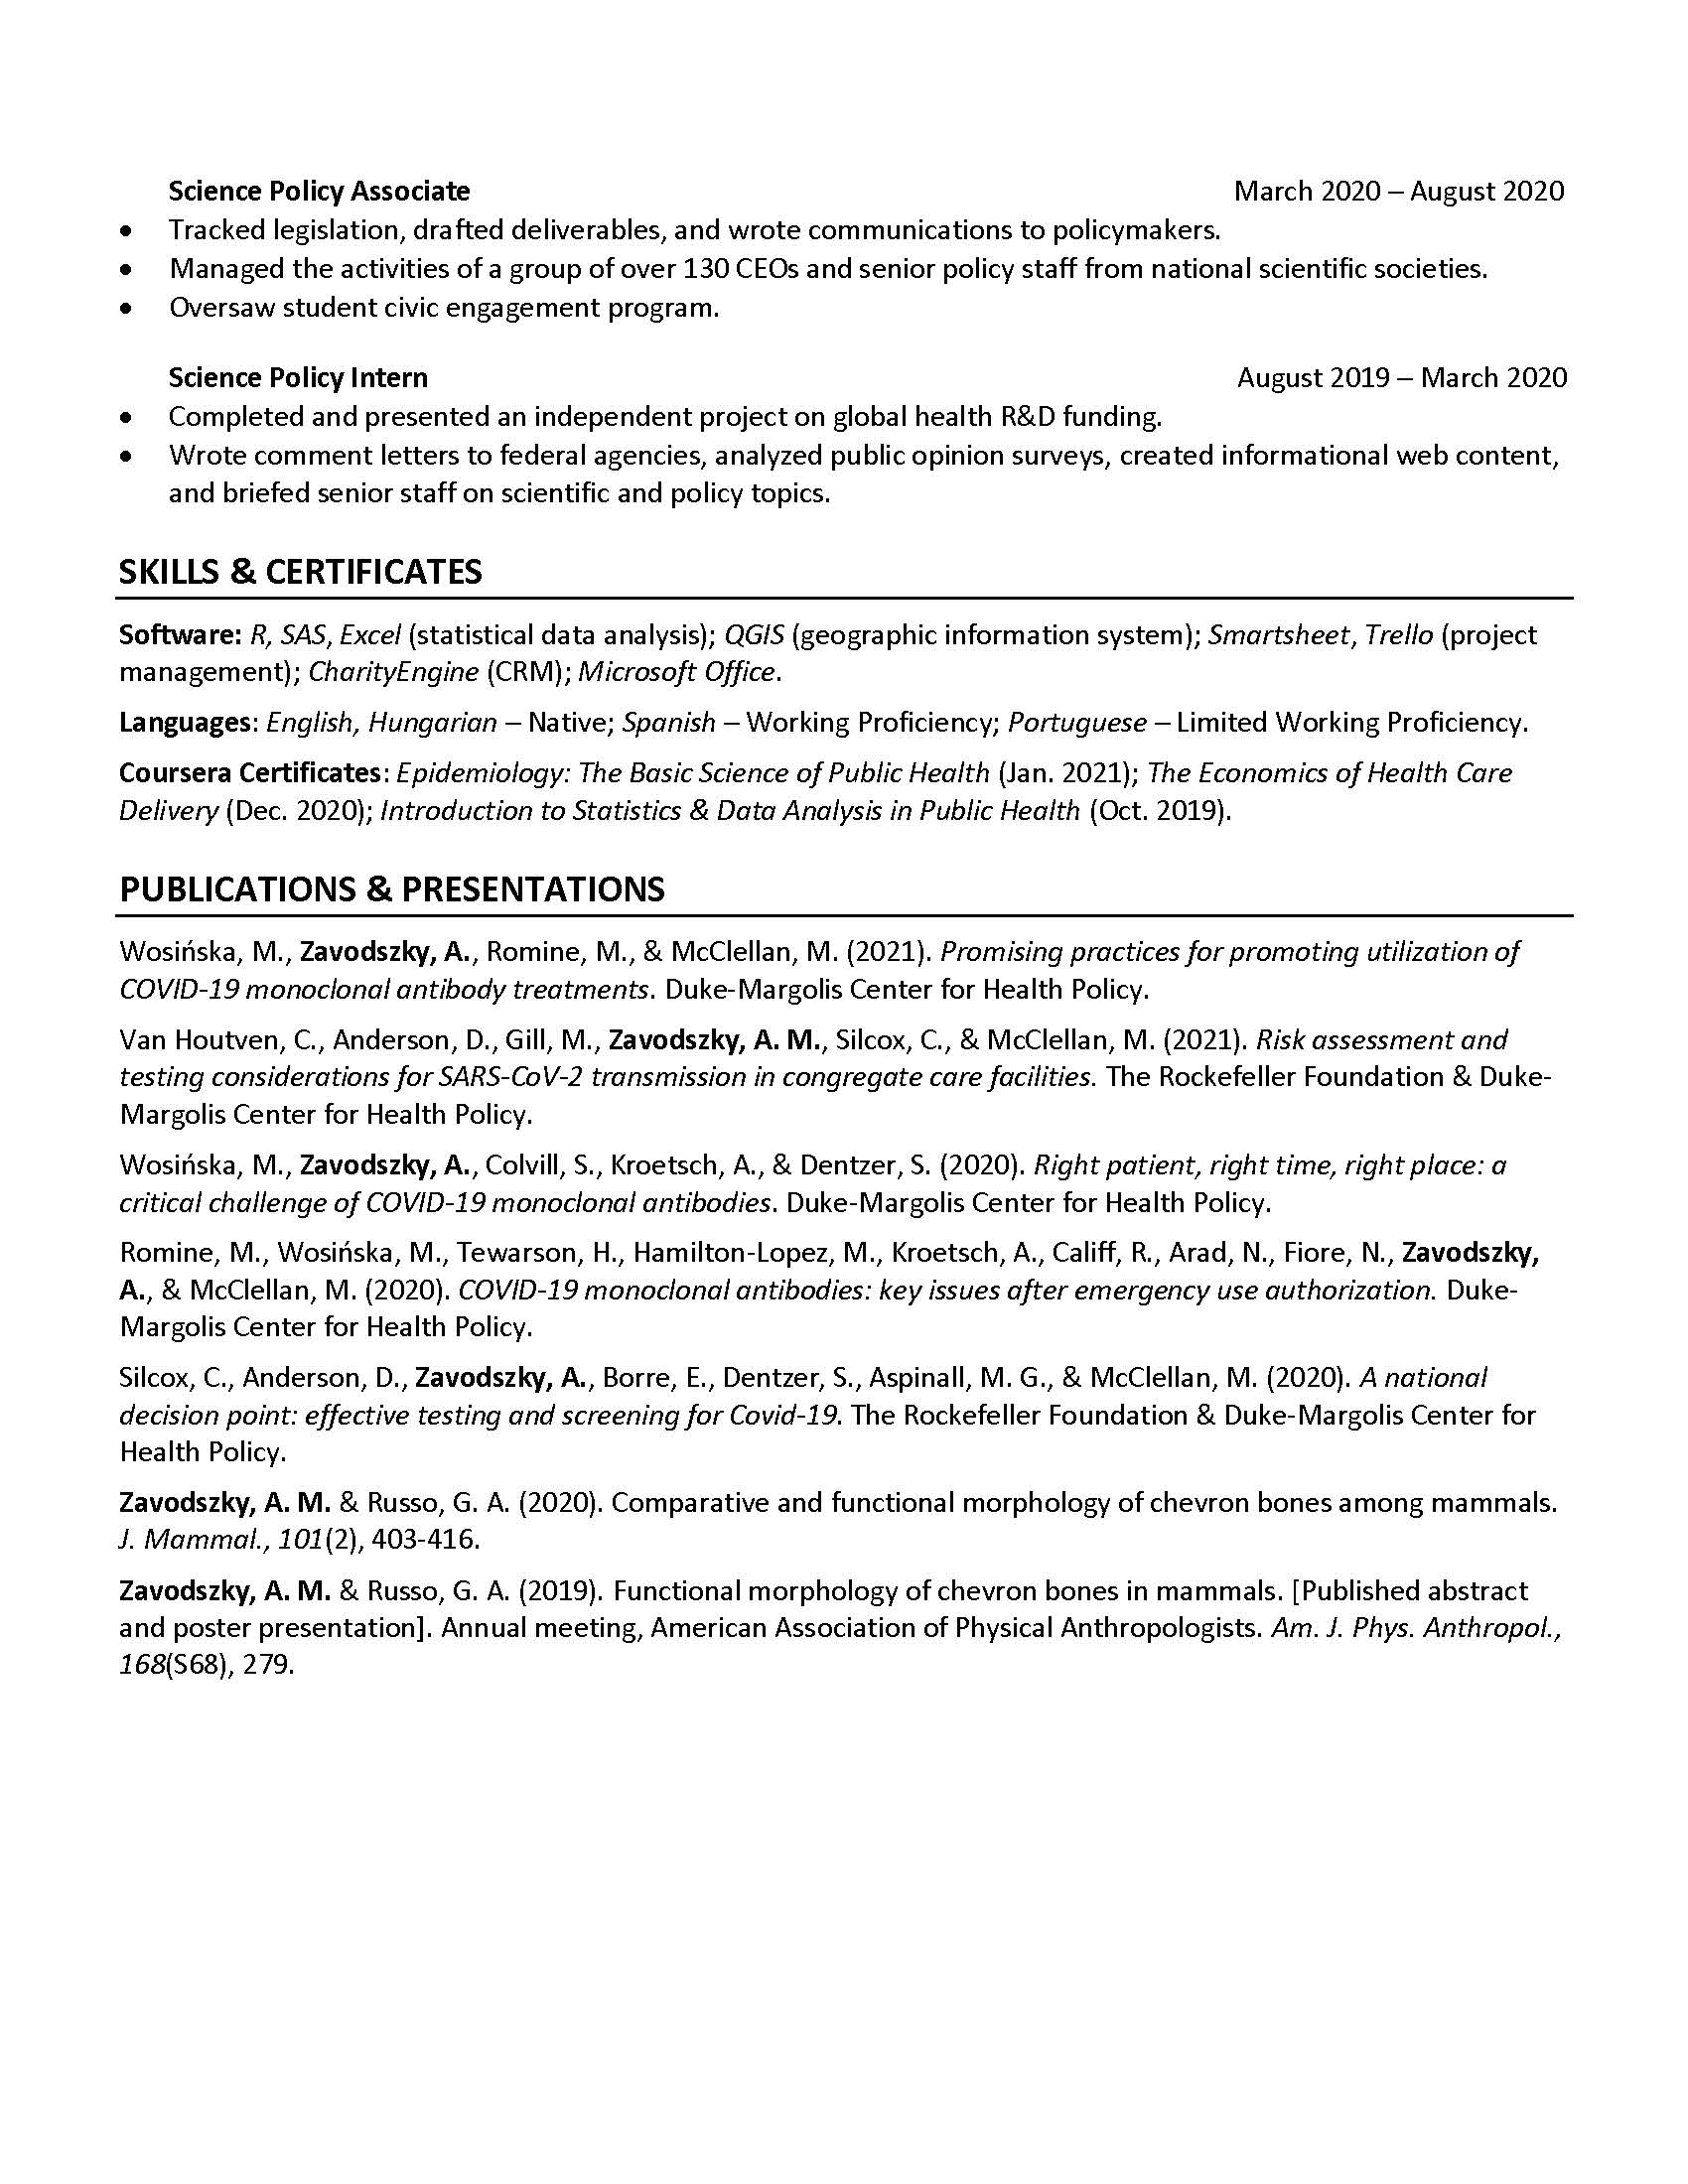 Science Policy Associate March 2020 – August 2020
• Tracked legislation, drafted deliverables, and wrote communications to policymakers.
• Managed the activities of a group of over 130 CEOs and senior policy staff from national scientific societies.
• Oversaw student civic engagement program.
Science Policy Intern August 2019 – March 2020
• Completed and presented an independent project on global health R&D funding.
• Wrote comment letters to federal agencies, analyzed public opinion surveys, created informational web content,
and briefed senior staff on scientific and policy topics.
SKILLS & CERTIFICATES
Software: R, SAS, Excel (statistical data analysis); QGIS (geographic information system); Smartsheet, Trello (project
management); CharityEngine (CRM); Microsoft Office.
Languages: English, Hungarian – Native; Spanish – Working Proficiency; Portuguese – Limited Working Proficiency.
Coursera Certificates: Epidemiology: The Basic Science of Public Health (Jan. 2021); The Economics of Health Care
Delivery (Dec. 2020); Introduction to Statistics & Data Analysis in Public Health (Oct. 2019).
PUBLICATIONS & PRESENTATIONS
Wosińska, M., Zavodszky, A., Romine, M., & McClellan, M. (2021). Promising practices for promoting utilization of
COVID-19 monoclonal antibody treatments. Duke-Margolis Center for Health Policy.
Van Houtven, C., Anderson, D., Gill, M., Zavodszky, A. M., Silcox, C., & McClellan, M. (2021). Risk assessment and
testing considerations for SARS-CoV-2 transmission in congregate care facilities. The Rockefeller Foundation & Duke-
Margolis Center for Health Policy.
Wosińska, M., Zavodszky, A., Colvill, S., Kroetsch, A., & Dentzer, S. (2020). Right patient, right time, right place: a
critical challenge of COVID-19 monoclonal antibodies. Duke-Margolis Center for Health Policy.
Romine, M., Wosińska, M., Tewarson, H., Hamilton-Lopez, M., Kroetsch, A., Califf, R., Arad, N., Fiore, N., Zavodszky,
A., & McClellan, M. (2020). COVID-19 monoclonal antibodies: key issues after emergency use authorization. Duke-
Margolis Center for Health Policy.
Silcox, C., Anderson, D., Zavodszky, A., Borre, E., Dentzer, S., Aspinall, M. G., & McClellan, M. (2020). A national
decision point: effective testing and screening for Covid-19. The Rockefeller Foundation & Duke-Margolis Center for
Health Policy.
Zavodszky, A. M. & Russo, G. A. (2020). Comparative and functional morphology of chevron bones among mammals.
J. Mammal., 101(2), 403-416.
Zavodszky, A. M. & Russo, G. A. (2019). Functional morphology of chevron bones in mammals. [Published abstract
and poster presentation]. Annual meeting, American Association of Physical Anthropologists. Am. J. Phys. Anthropol.,
168(S68), 279.